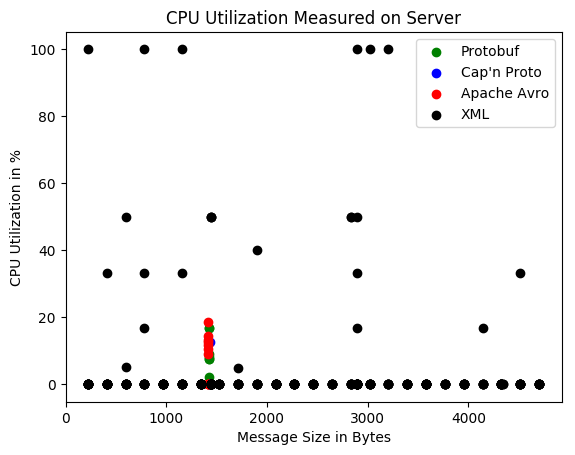 CPU Utilization Measured on Server
100
80
60
40
20
0
CPU Utilization in %
Protobuf
Cap'n Proto
Apache Avro
XML
0 1000 2000 3000 4000
Message Size in Bytes